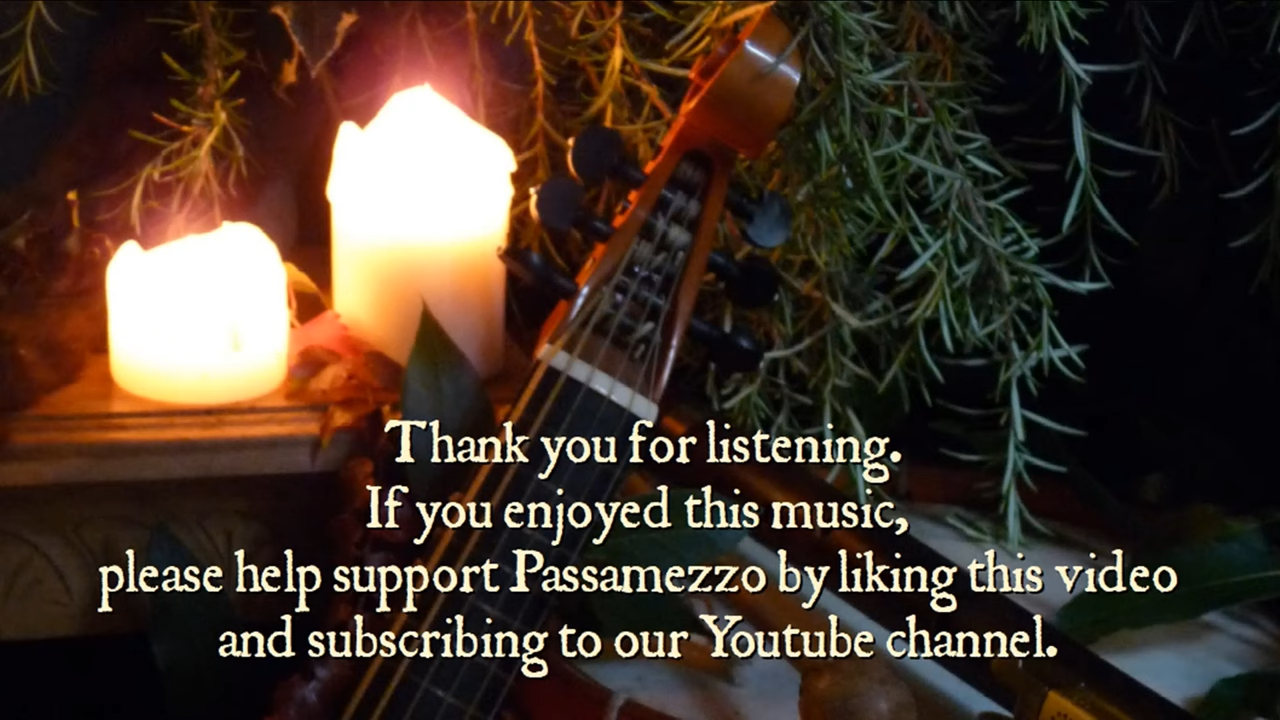 Thank you for listening.
If you enjoyed this music,
please help support Passamezzo by liking this video
and subscribing to our Youtube channel.